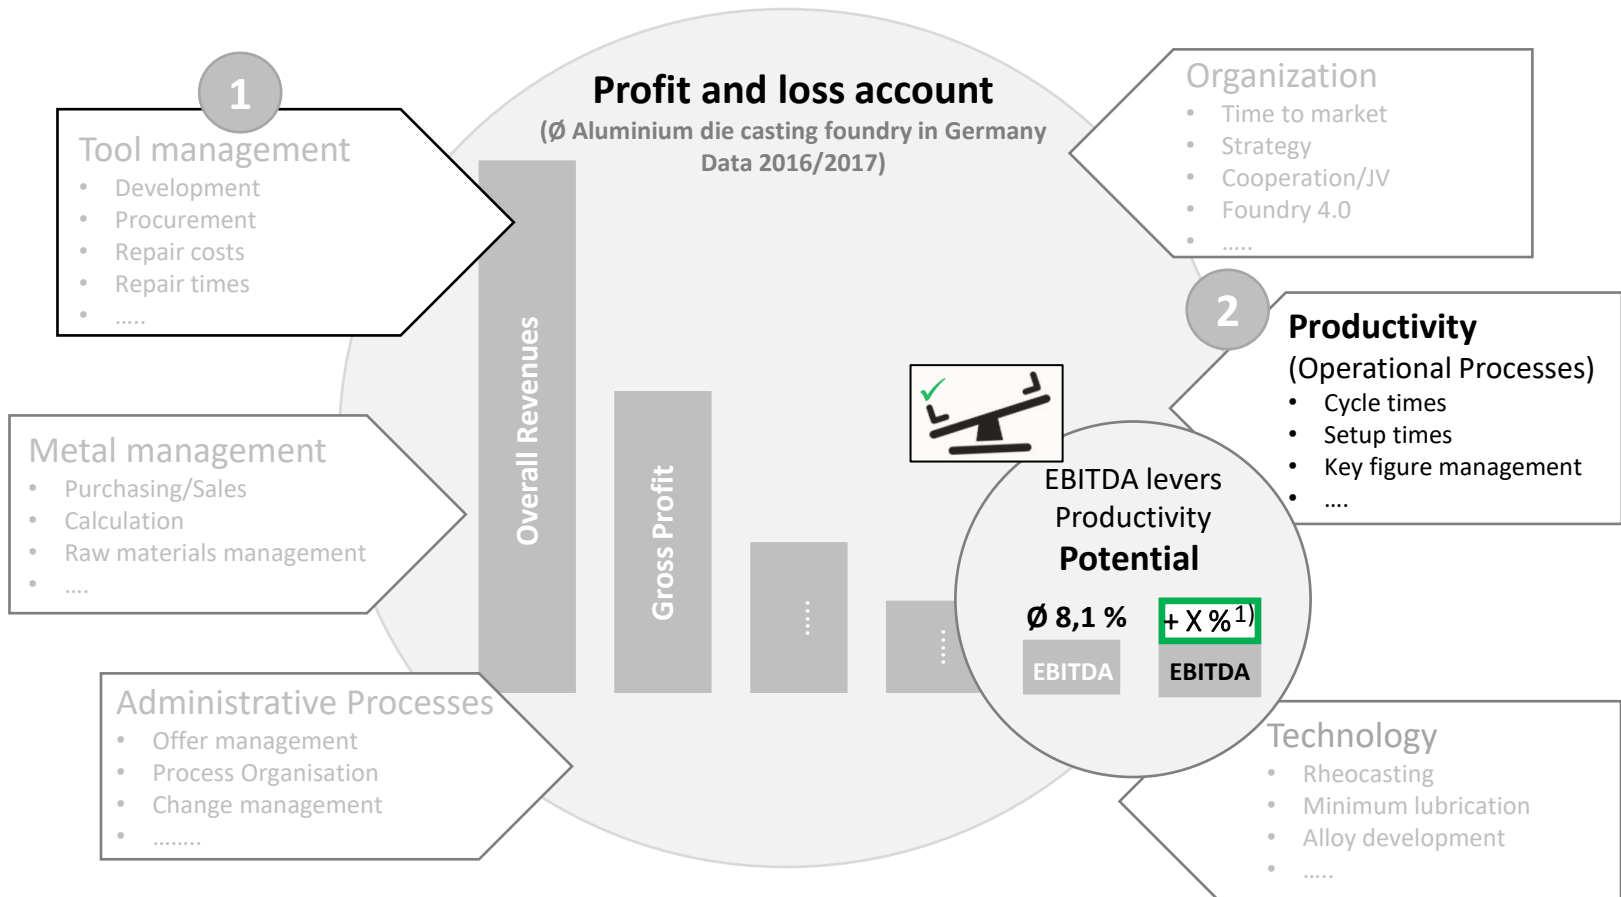 Profit and loss account
(Ø Aluminium die casting foundry in Germany
Data 2016/2017)
1
Tool management
• Development
• Procurement
• Repair costs
• Repair times
• .....
Metal management
• Purchasing/Sales
• Calculation
• Raw materials management
• ....
Administrative Processes
• Offer management
• Process Organisation
• Change management
• ........
Overall Revenues
Gross Profit
.....
.....
Organization
• Time to market
• Strategy
• Cooperation/JV
• Foundry 4.0
• .....
2
Productivity
(Operational Processes)
• Cycle times
• Setup times
• Key figure management
• ....
EBITDA levers
Productivity
Potential
Ø 8,1 %
+ X % 1)
EBITDA
EBITDA
Technology
• Rheocasting
• Minimum lubrication
• Alloy development
• .....